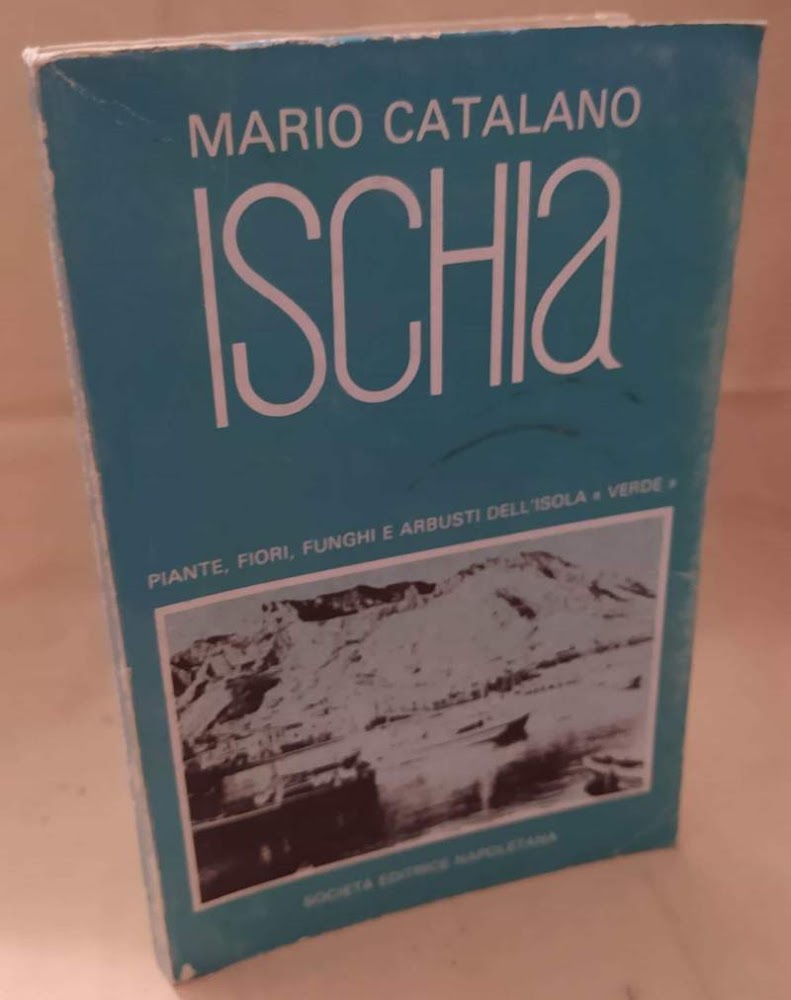 MARIO CATALANO
ISCHIa
PIANTE, FIORI, FUNGHI E ARBUSTI DELL'ISOLA « VERDE »
SOCIETÀ EDITRICE NAPOLETANA